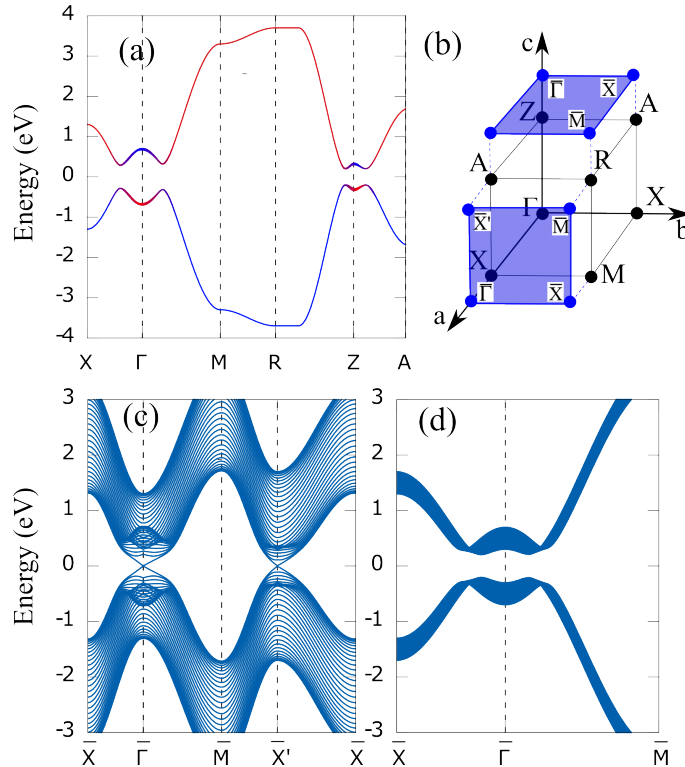 (a)
Energy (eV)
4
3
2
1
0
-1
-2
-3
-4
X Γ M R Z A
(b)
c
Γ̅ X̅
Z M̅ A
A R
Γ X
X̅' M̅ b
X M
Γ̅ X̅
a
(c)
Energy (eV)
3
2
1
0
-1
-2
-3
X̅ Γ̅ M̅ X̅' X̅
(d)
3
2
1
0
-1
-2
-3
X̅ Γ̅ M̅